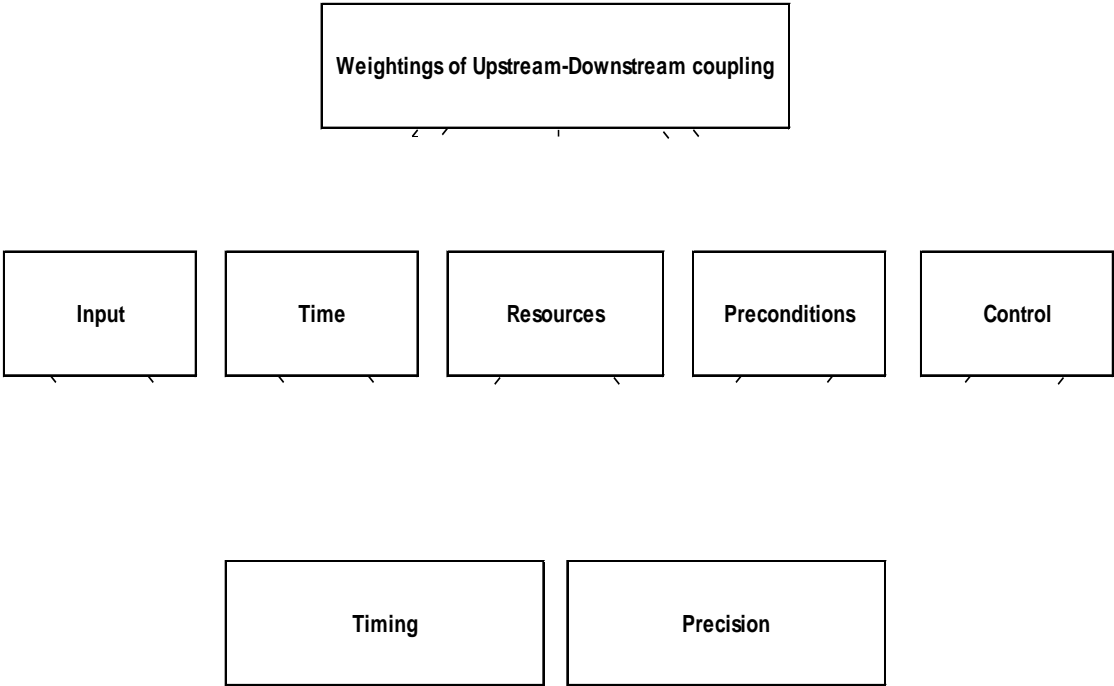 Weightings of Upstream-Downstream coupling
Input
Time
Resources
Preconditions
Control
Timing
Precision